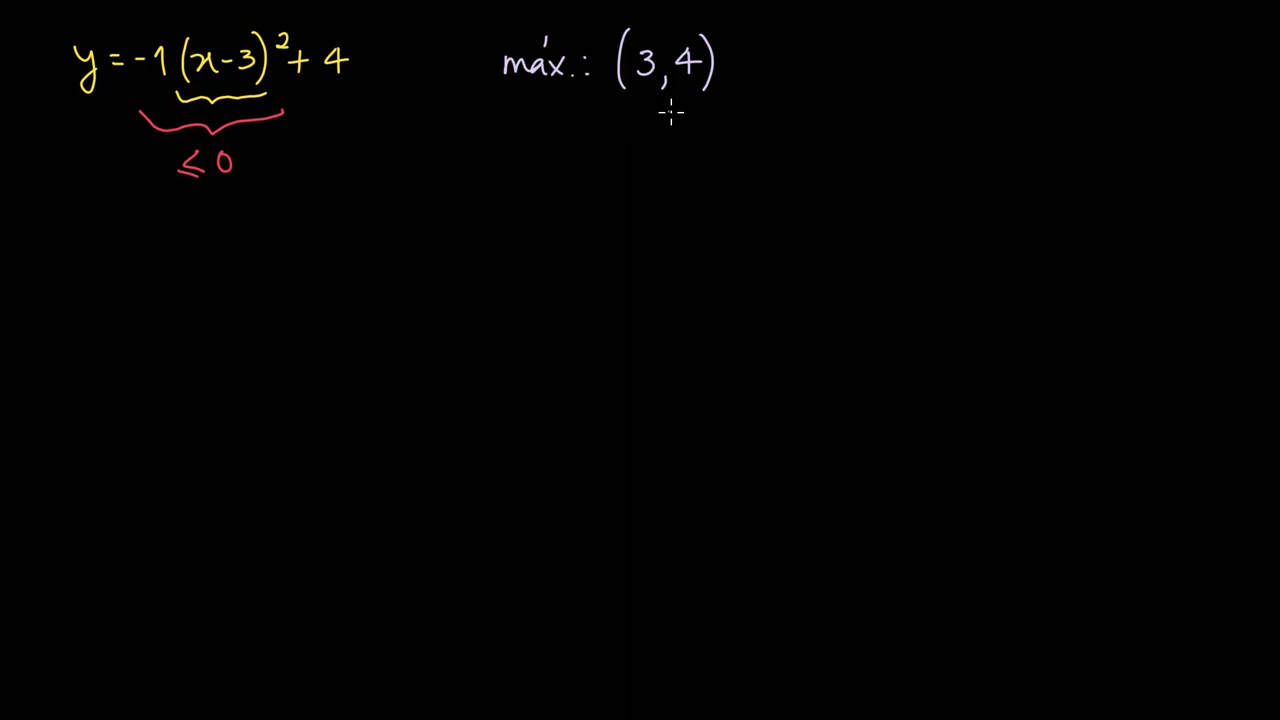 y = -1(x-3)² + 4
máx.: (3,4)
≤ 0